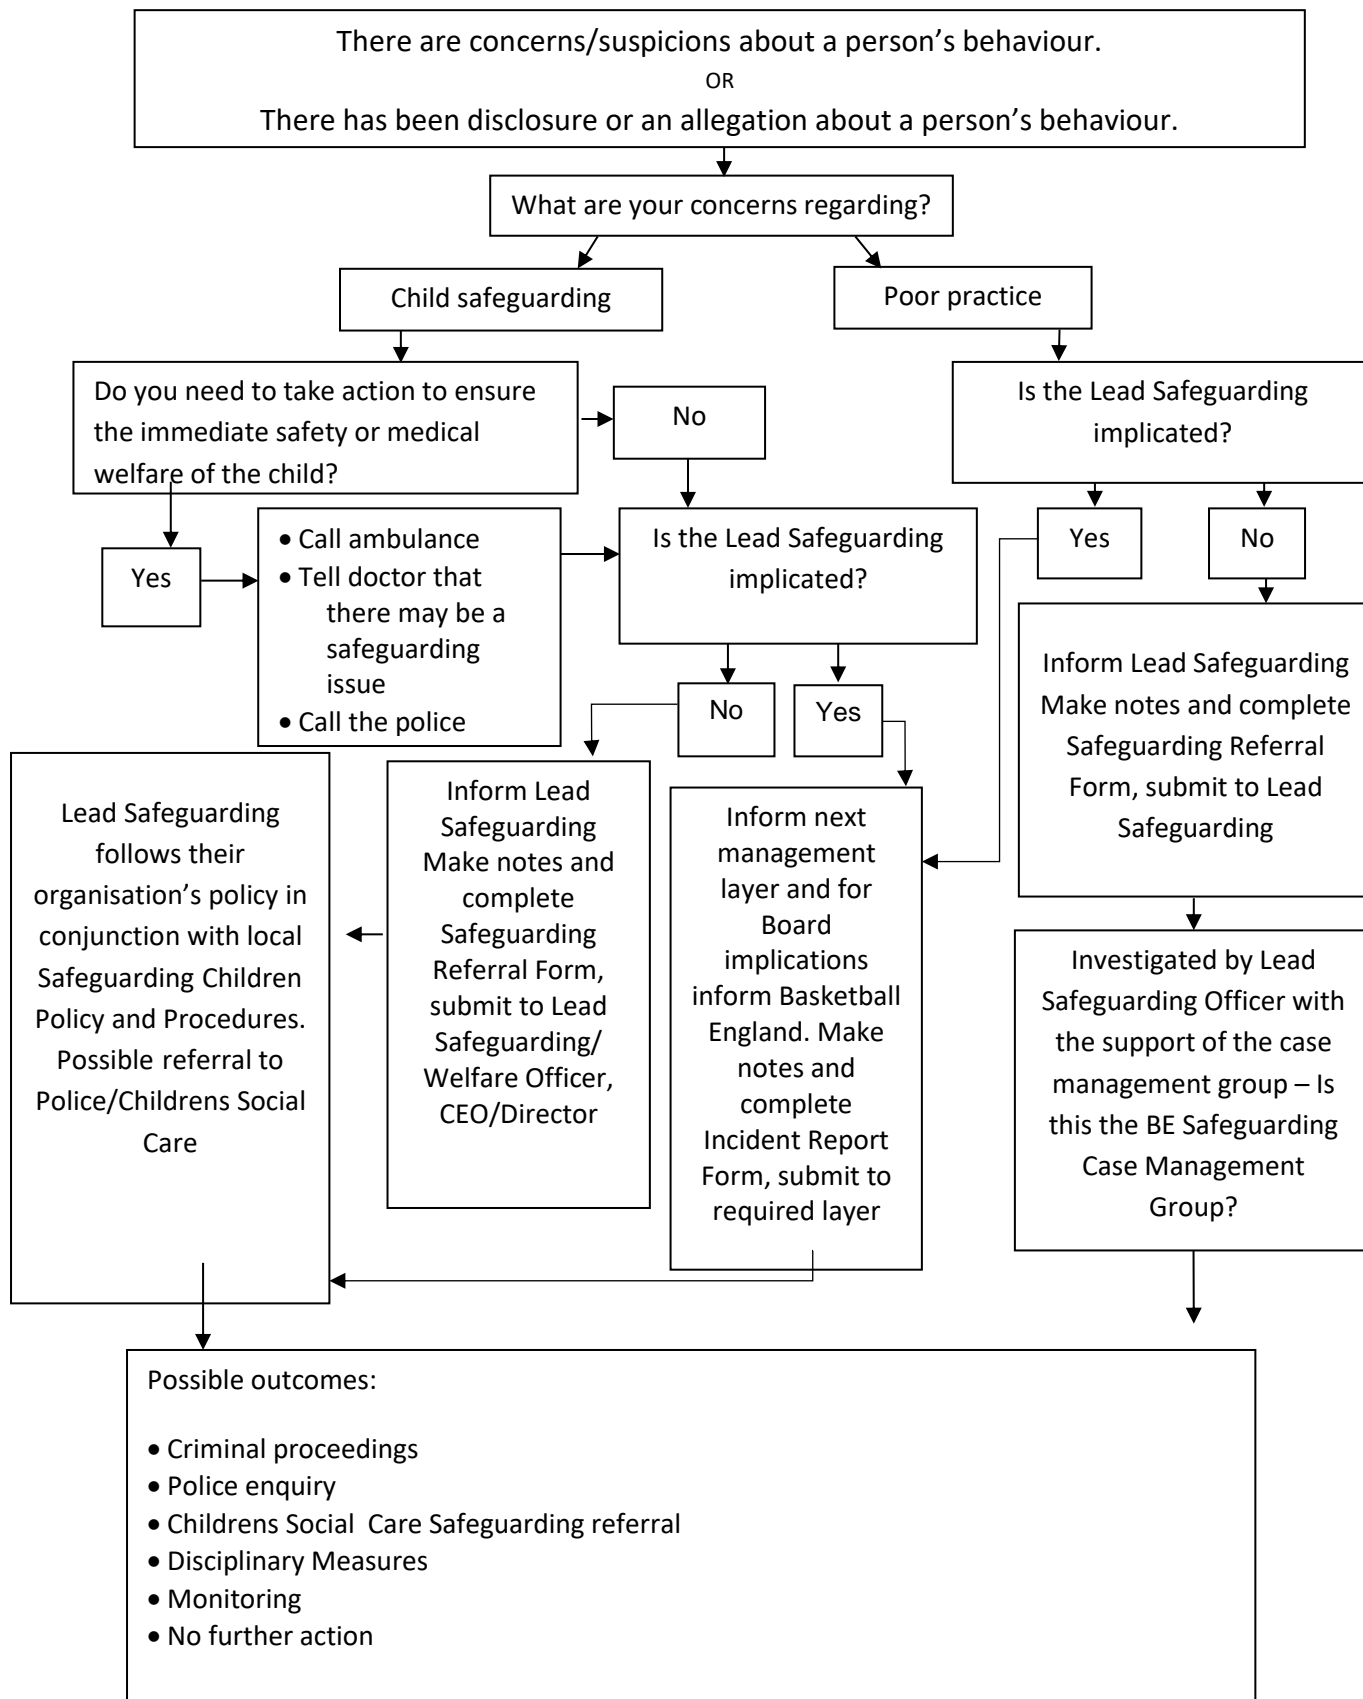 There are concerns/suspicions about a person’s behaviour.
OR
There has been disclosure or an allegation about a person’s behaviour.
What are your concerns regarding?
Child safeguarding
Poor practice
Do you need to take action to ensure
the immediate safety or medical
welfare of the child?
No
Is the Lead Safeguarding
implicated?
Yes
• Call ambulance
• Tell doctor that
there may be a
safeguarding
issue
• Call the police
Is the Lead Safeguarding
implicated?
Yes
No
No
Yes
Inform Lead Safeguarding
Make notes and complete
Safeguarding Referral
Form, submit to Lead
Safeguarding
Lead Safeguarding
follows their
organisation’s policy in
conjunction with local
Safeguarding Children
Policy and Procedures.
Possible referral to
Police/Childrens Social
Care
Inform Lead
Safeguarding
Make notes and
complete
Safeguarding
Referral Form,
submit to Lead
Safeguarding/
Welfare Officer,
CEO/Director
Inform next
management
layer and for
Board
implications
inform Basketball
England. Make
notes and
complete
Incident Report
Form, submit to
required layer
Investigated by Lead
Safeguarding Officer with
the support of the case
management group – Is
this the BE Safeguarding
Case Management
Group?
Possible outcomes:
• Criminal proceedings
• Police enquiry
• Childrens Social  Care Safeguarding referral
• Disciplinary Measures
• Monitoring
• No further action